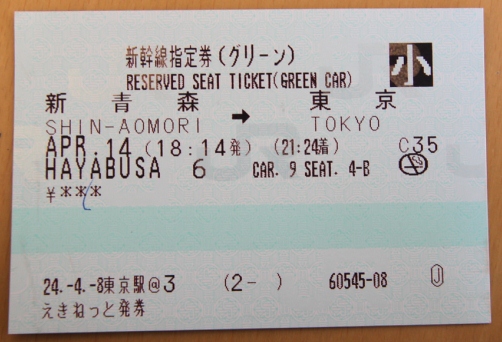 新幹線指定券(グリーン)
RESERVED SEAT TICKET(GREEN CAR)
小
新青森 → 東京
SHIN-AOMORI TOKYO
APR.14(18:14発)(21:24着) C35
HAYABUSA 6 CAR. 9 SEAT. 4-B
¥***
24.-4.-8東京駅@3 (2- ) 60545-08
えきねっと発券